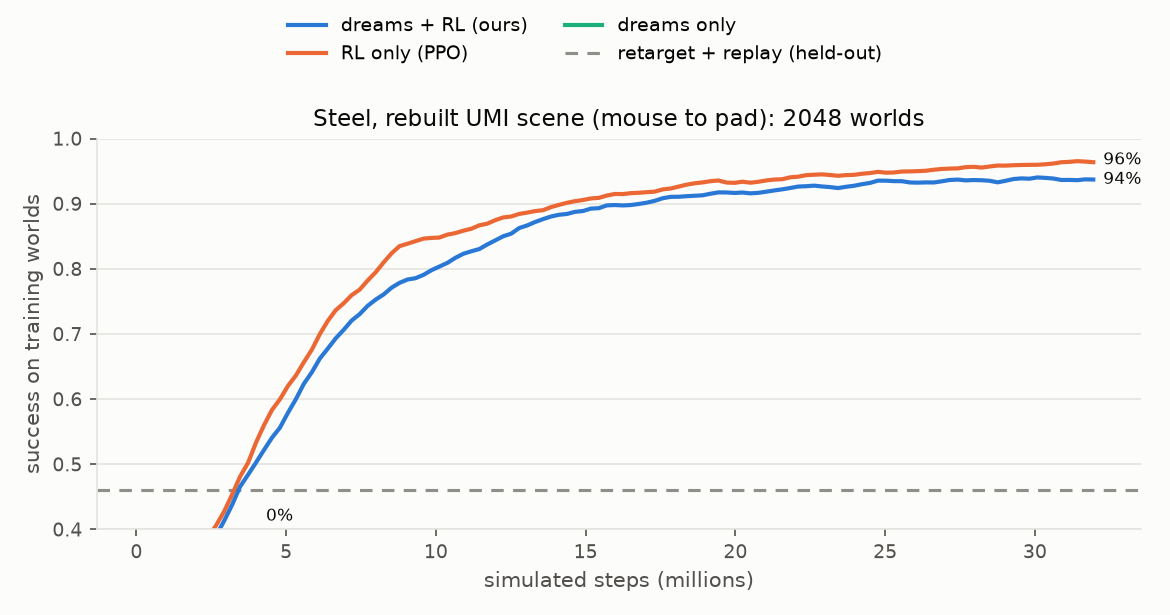 dreams + RL (ours)
dreams only
RL only (PPO)
retarget + replay (held-out)
Steel, rebuilt UMI scene (mouse to pad): 2048 worlds
success on training worlds
1.0
0.9
0.8
0.7
0.6
0.5
0.4
96%
94%
0%
0
5
10
15
20
25
30
simulated steps (millions)